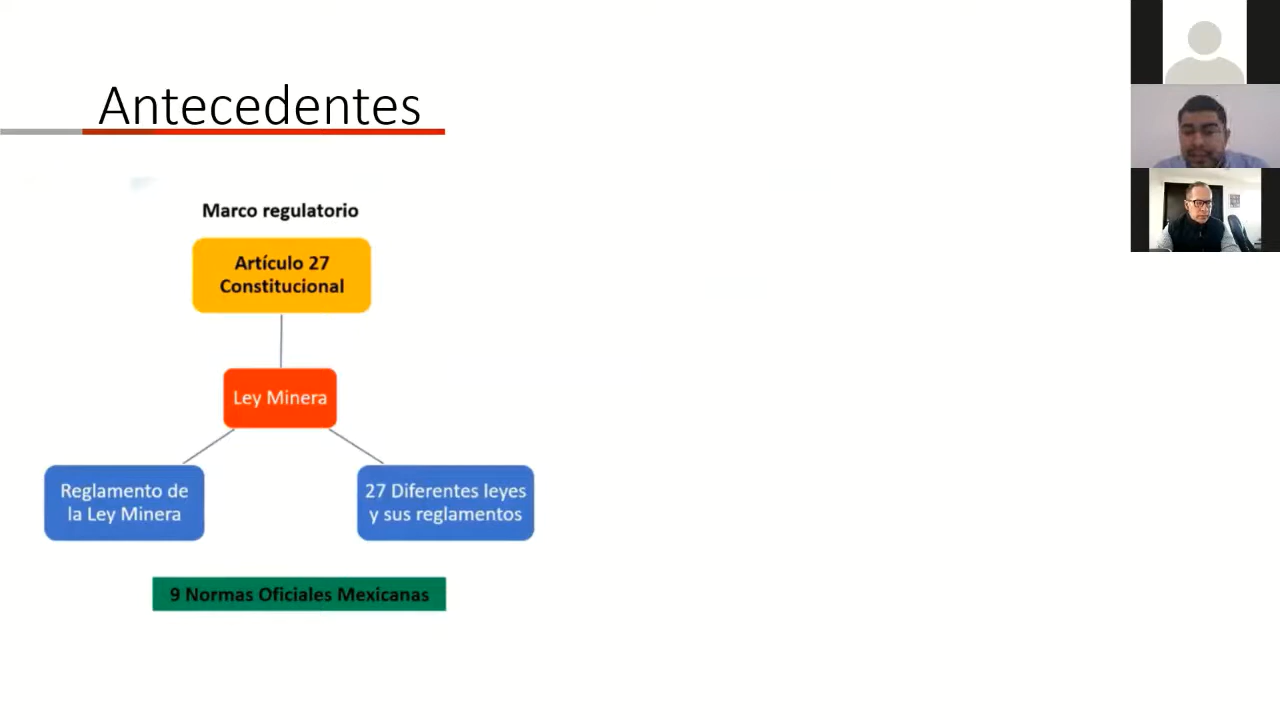 Antecedentes
Marco regulatorio
Artículo 27
Constitucional
Ley Minera
Reglamento de
la Ley Minera
27 Diferentes leyes
y sus reglamentos
9 Normas Oficiales Mexicanas